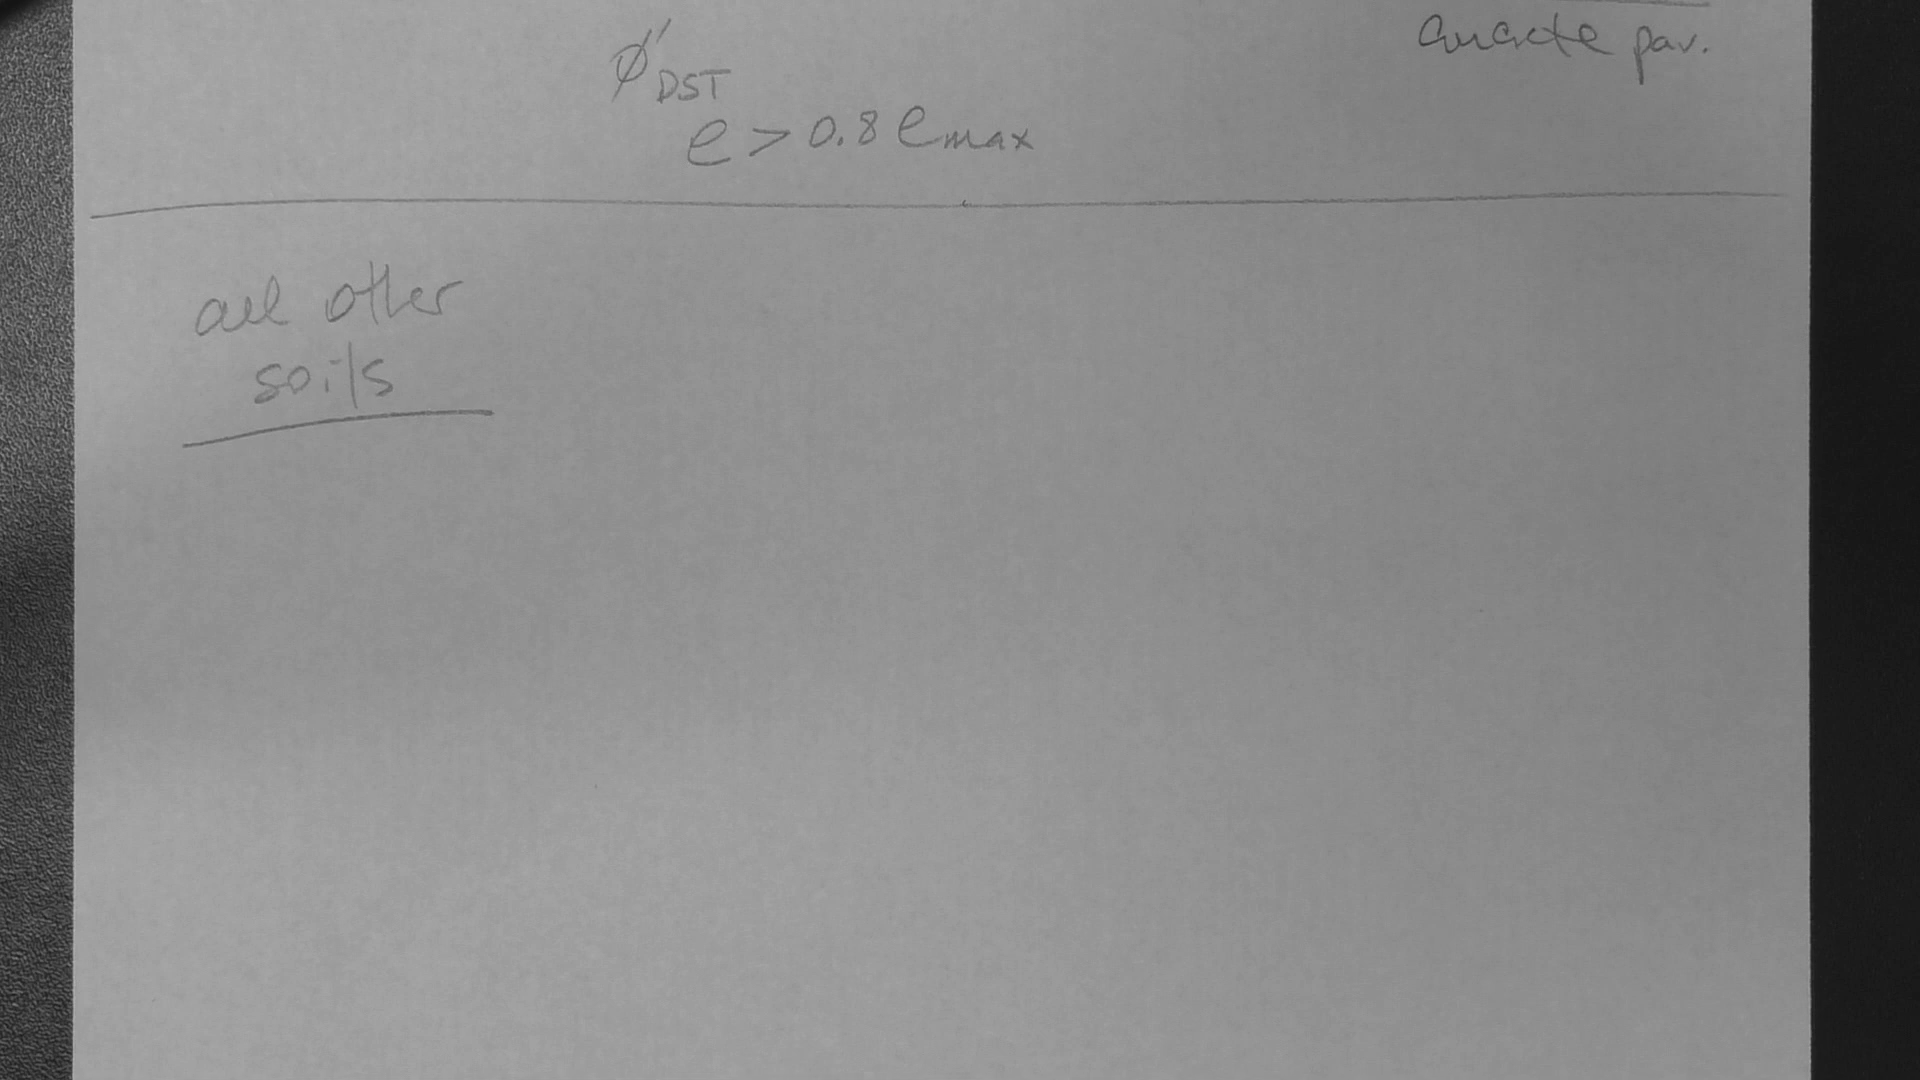 concrete pav.
φ'DST
e > 0.8 emax
all other
soils